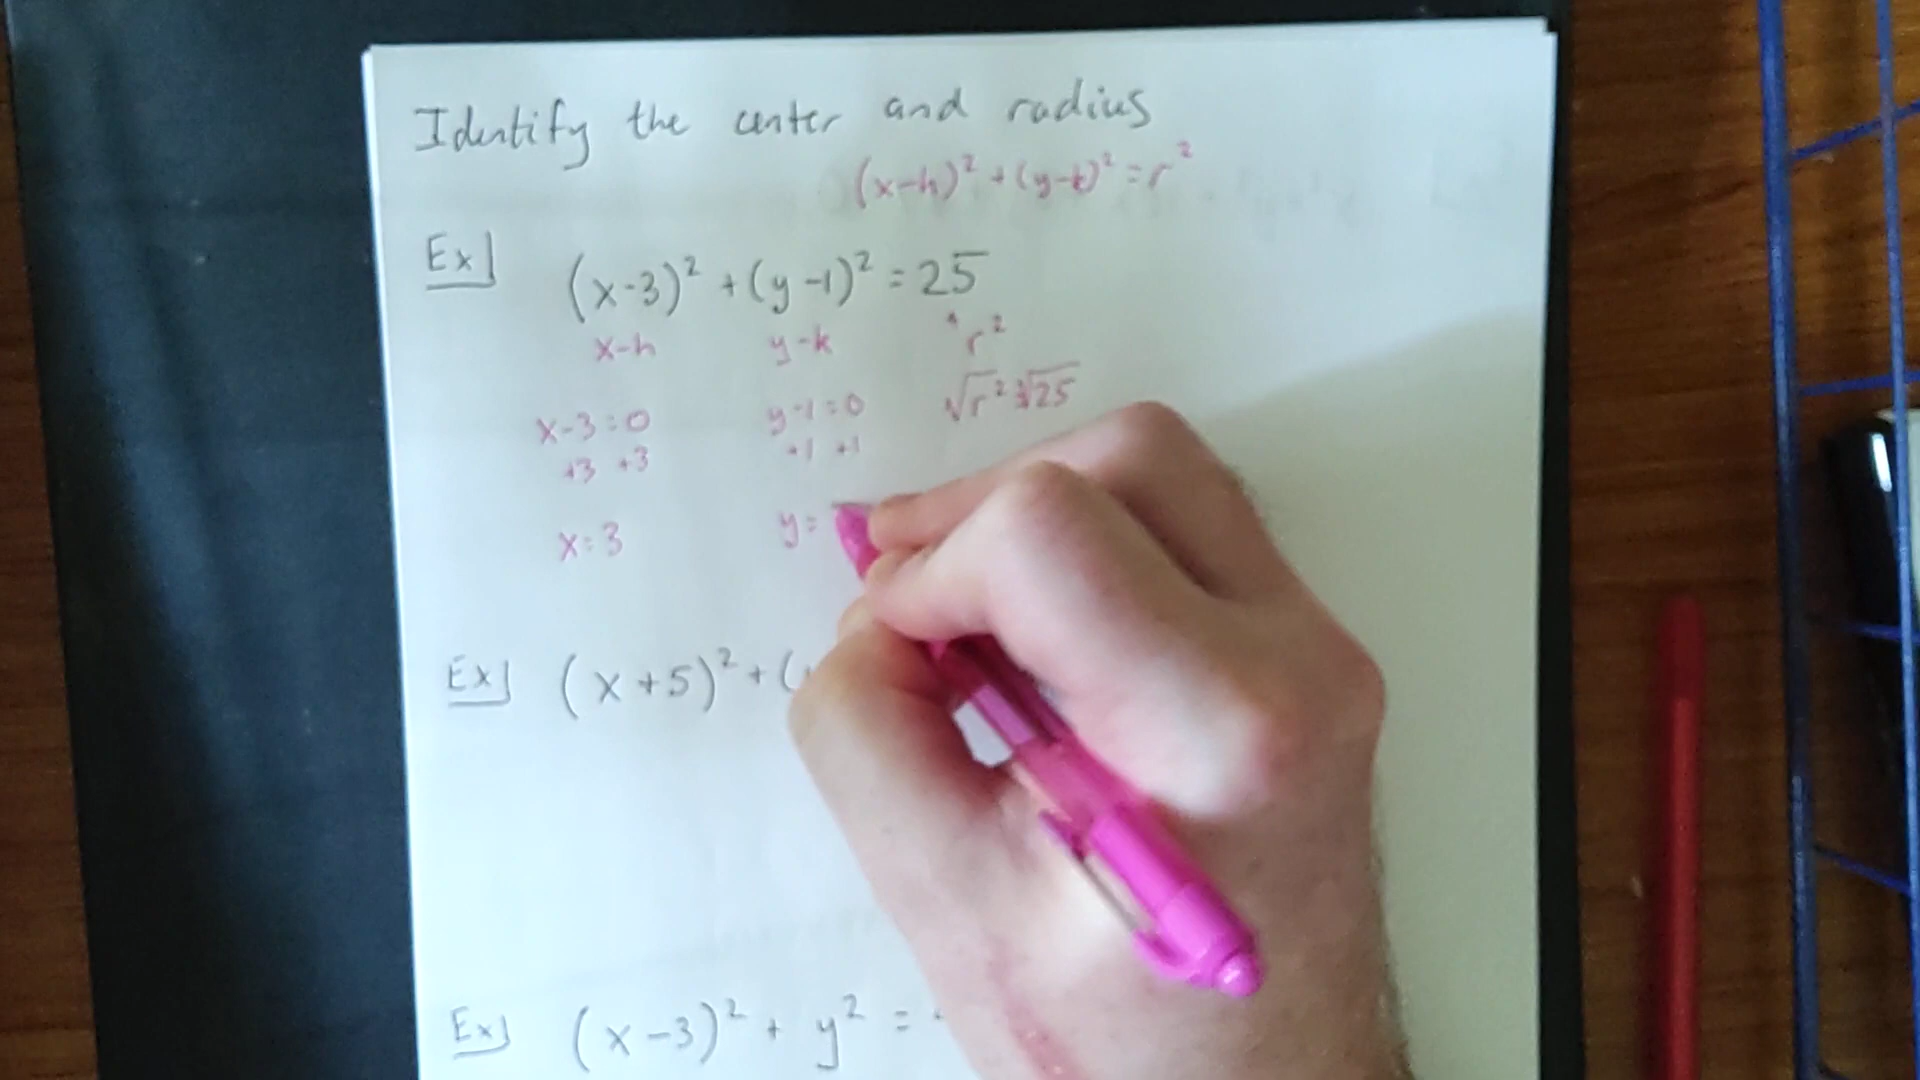 Identify the center and radius
(x-h)² + (y-k)² = r²
Ex] (x-3)² + (y-1)² = 25
x-h y-k r²
x-3=0 y-1=0 √r² = √25
+3 +3 +1 +1
x=3 y=
Ex] (x+5)² + (
Ex] (x-3)² + y² =